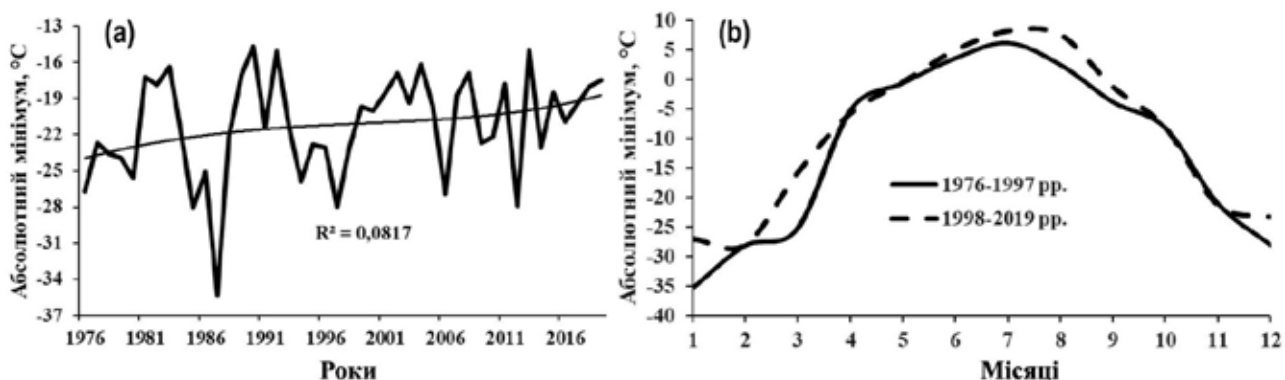 (a)
Абсолютний мінімум, °С
-13
-16
-19
-22
-25
-28
-31
-34
-37
R² = 0,0817
1976 1981 1986 1991 1996 2001 2006 2011 2016
Роки
(b)
Абсолютний мінімум, °С
10
5
0
-5
-10
-15
-20
-25
-30
-35
-40
1976-1997 рр.
1998-2019 рр.
1 2 3 4 5 6 7 8 9 10 11 12
Місяці